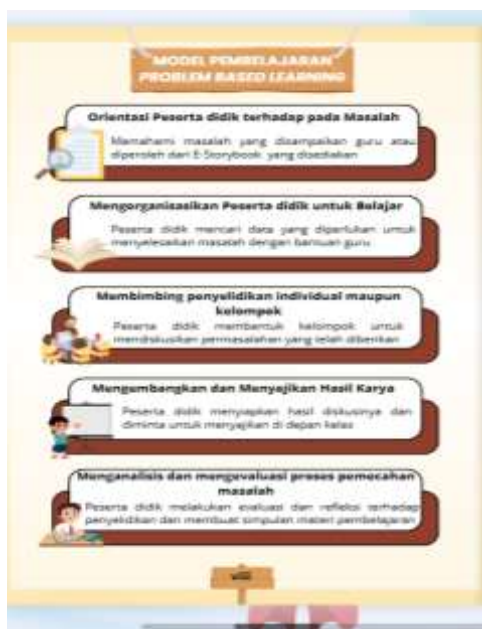 MODEL PEMBELAJARAN
PROBLEM BASED LEARNING
Orientasi Peserta didik terhadap pada Masalah
Memahami masalah yang disampaikan guru atau
diperoleh dari E-Storybook yang disediakan
Mengorganisasikan Peserta didik untuk Belajar
Peserta didik mencari data yang diperlukan untuk
menyelesaikan masalah dengan bantuan guru
Membimbing penyelidikan individual maupun
kelompok
Peserta didik membentuk kelompok untuk
mendiskusikan permasalahan yang telah diberikan
Mengembangkan dan Menyajikan Hasil Karya
Peserta didik menyiapkan hasil diskusinya dan
diminta untuk menyajikan di depan kelas
Menganalisis dan mengevaluasi proses pemecahan
masalah
Peserta didik melakukan evaluasi dan refleksi terhadap
penyelidikan dan membuat simpulan materi pembelajaran